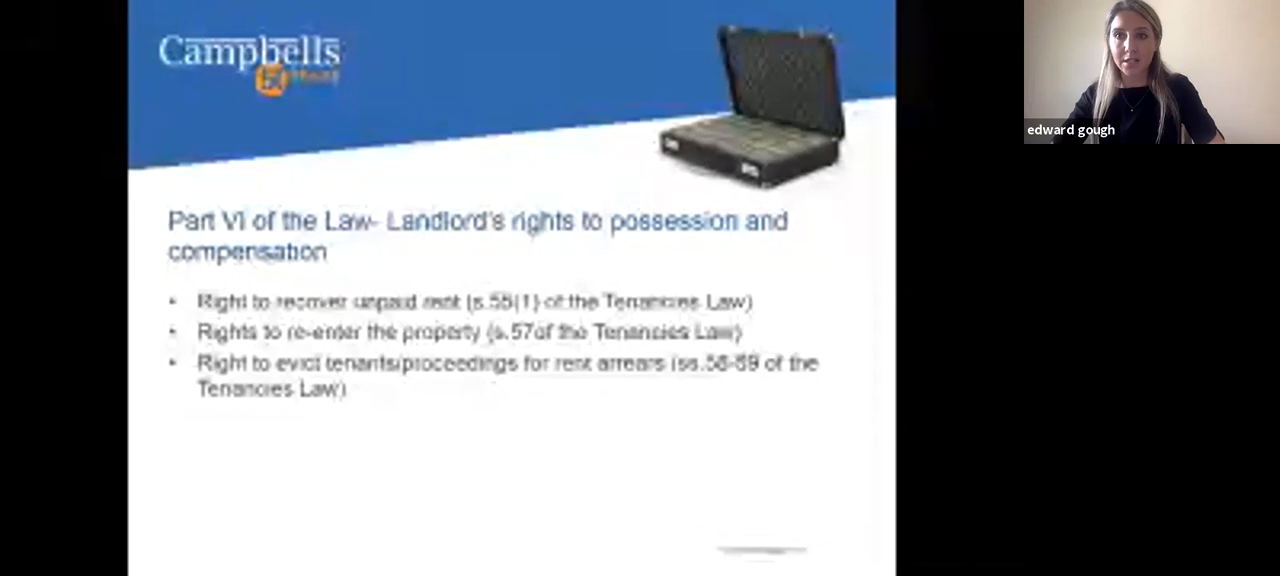 Campbells
Part VI of the Law- Landlord's rights to possession and
compensation
• Right to recover unpaid rent (s.55(1) of the Tenancies Law)
• Rights to re-enter the property (s.57of the Tenancies Law)
• Right to evict tenants/proceedings for rent arrears (ss.58-59 of the
Tenancies Law)
edward gough